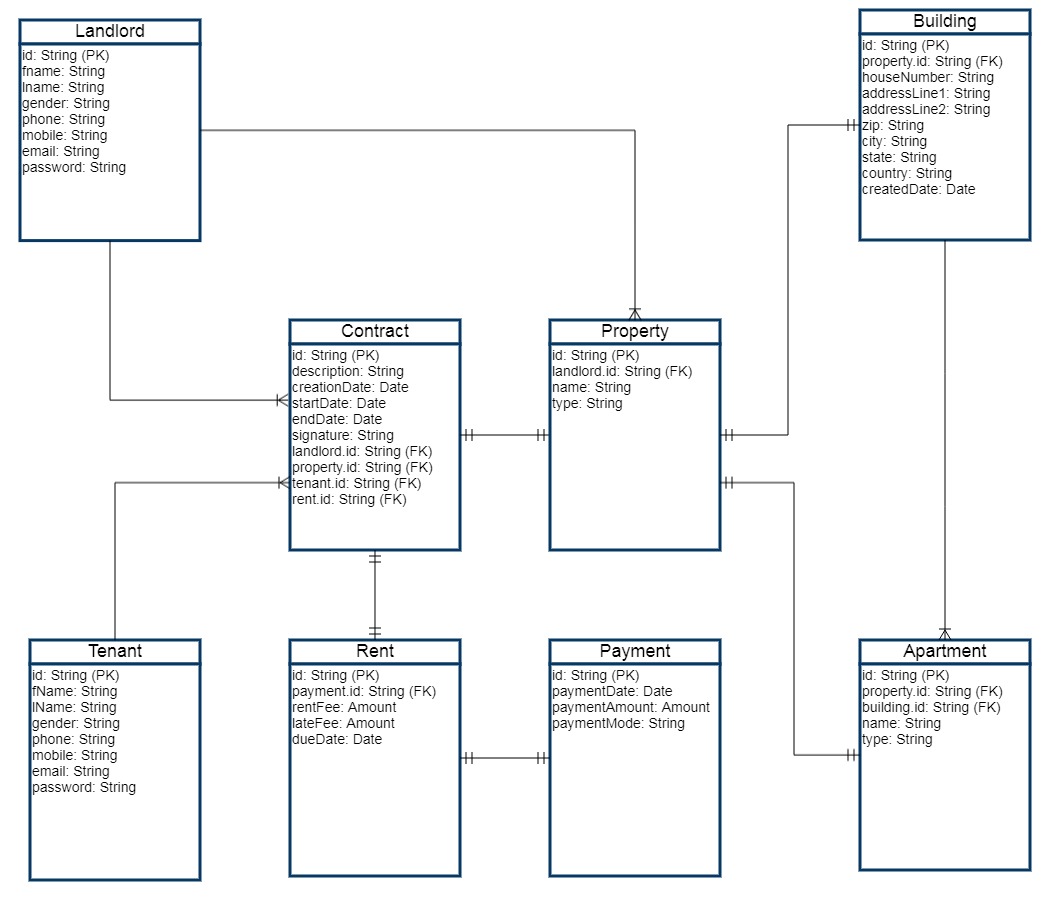 Landlord
id: String (PK)
fname: String
lname: String
gender: String
phone: String
mobile: String
email: String
password: String
Building
id: String (PK)
property.id: String (FK)
houseNumber: String
addressLine1: String
addressLine2: String
zip: String
city: String
state: String
country: String
createdDate: Date
Contract
id: String (PK)
description: String
creationDate: Date
startDate: Date
endDate: Date
signature: String
landlord.id: String (FK)
property.id: String (FK)
tenant.id: String (FK)
rent.id: String (FK)
Property
id: String (PK)
landlord.id: String (FK)
name: String
type: String
Tenant
id: String (PK)
fName: String
lName: String
gender: String
phone: String
mobile: String
email: String
password: String
Rent
id: String (PK)
payment.id: String (FK)
rentFee: Amount
lateFee: Amount
dueDate: Date
Payment
id: String (PK)
paymentDate: Date
paymentAmount: Amount
paymentMode: String
Apartment
id: String (PK)
property.id: String (FK)
building.id: String (FK)
name: String
type: String